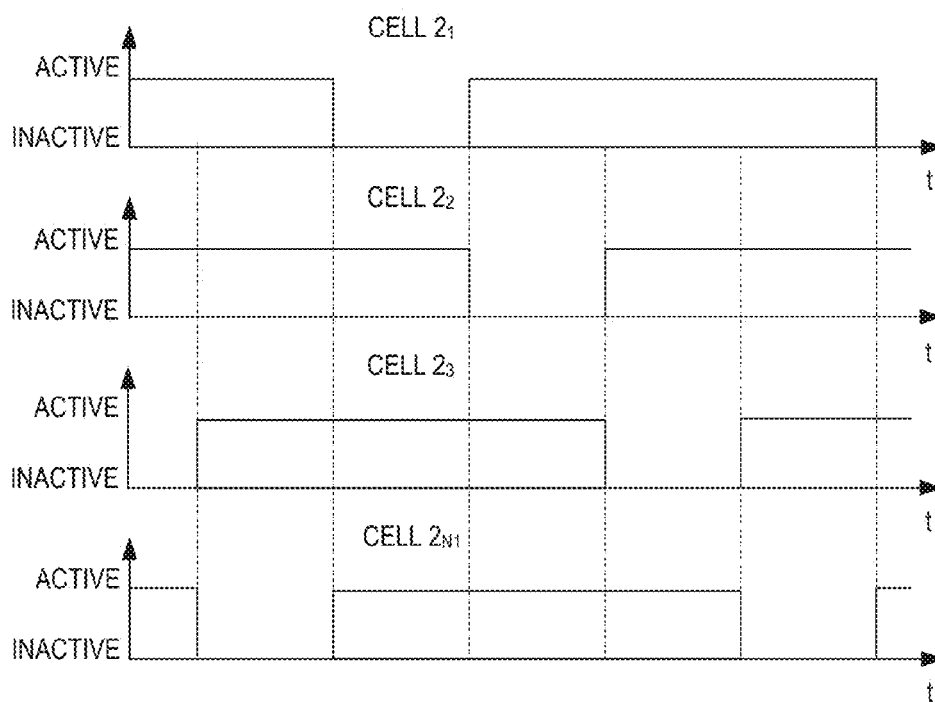 CELL 2₁
ACTIVE
INACTIVE
t
CELL 2₂
ACTIVE
INACTIVE
t
CELL 2₃
ACTIVE
INACTIVE
t
CELL 2N1
ACTIVE
INACTIVE
t